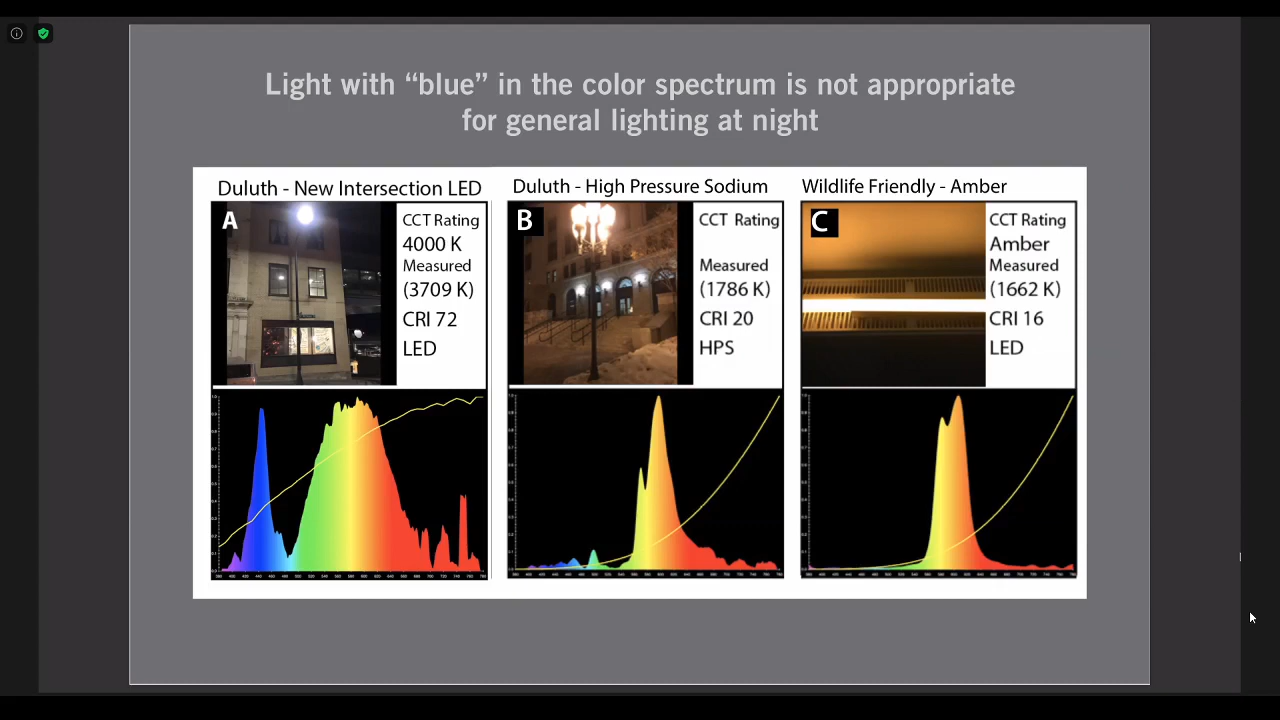 Light with “blue” in the color spectrum is not appropriate
for general lighting at night
Duluth - New Intersection LED
A
CCT Rating
4000 K
Measured
(3709 K)
CRI 72
LED
Duluth - High Pressure Sodium
B
CCT Rating
Measured
(1786 K)
CRI 20
HPS
Wildlife Friendly - Amber
C
CCT Rating
Amber
Measured
(1662 K)
CRI 16
LED